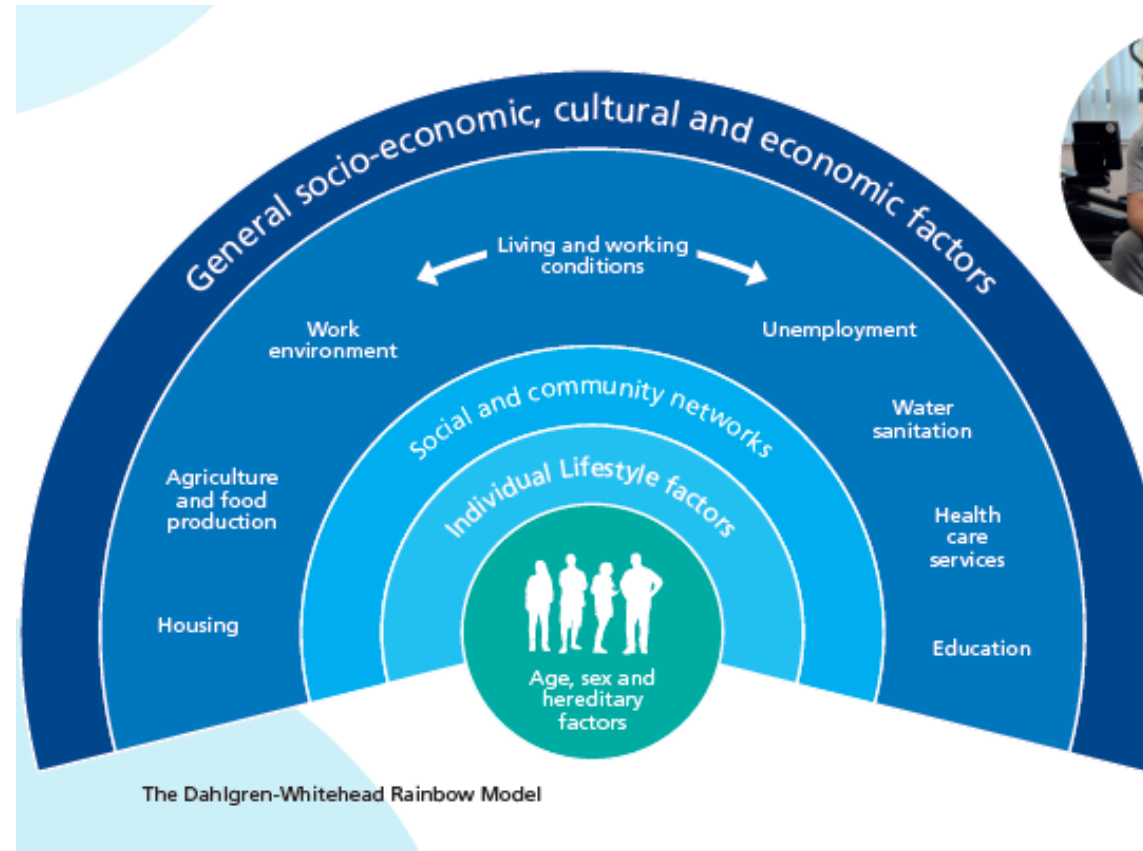 General socio-economic, cultural and economic factors
Living and working
conditions
Work
environment
Unemployment
Social and community networks
Water
sanitation
Individual Lifestyle factors
Agriculture
and food
production
Health
care
services
Housing
Education
Age, sex and
hereditary
factors
The Dahlgren-Whitehead Rainbow Model